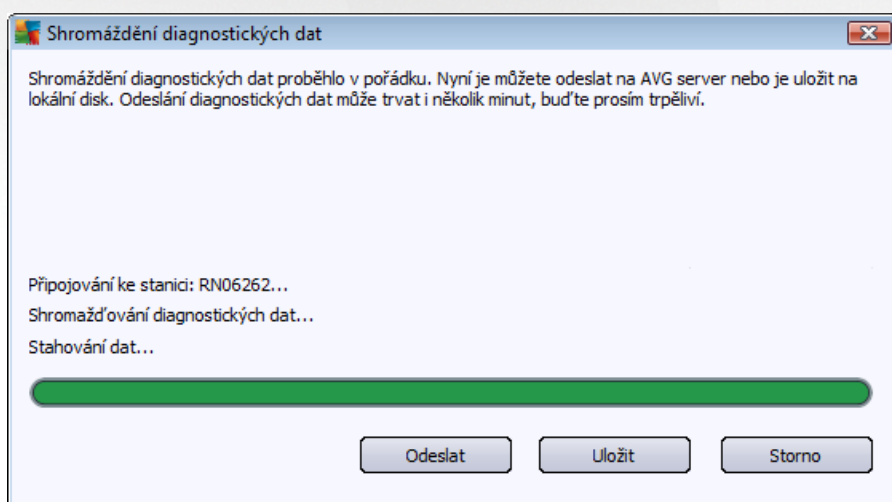 Shromáždění diagnostických dat
Shromáždění diagnostických dat proběhlo v pořádku. Nyní je můžete odeslat na AVG server nebo je uložit na
lokální disk. Odeslání diagnostických dat může trvat i několik minut, buďte prosím trpěliví.
Připojování ke stanici: RN06262...
Shromažďování diagnostických dat...
Stahování dat...
Odeslat Uložit Storno